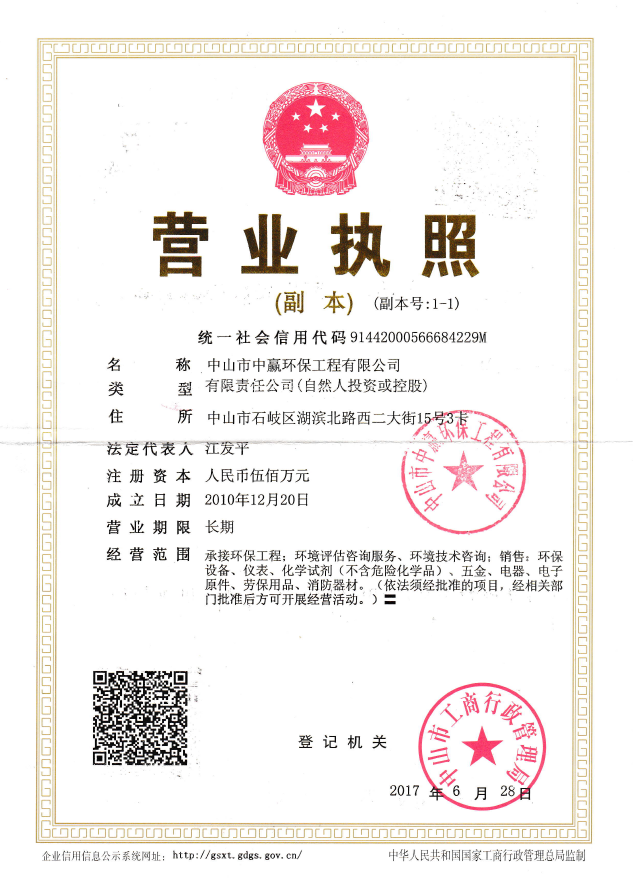 营业执照
(副 本) (副本号:1-1)
统一社会信用代码 91442000566684229M
名 称 中山市中赢环保工程有限公司
类 型 有限责任公司(自然人投资或控股)
住 所 中山市石岐区湖滨北路西二大街15号3卡
法定代表人 江发平
注册资本 人民币伍佰万元
成立日期 2010年12月20日
营业期限 长期
经营范围 承接环保工程；环境评估咨询服务、环境技术咨询；销售：环保
设备、仪表、化学试剂（不含危险化学品）、五金、电器、电子
原件、劳保用品、消防器材。（依法须经批准的项目，经相关部
门批准后方可开展经营活动。）〓
中山市中赢环保工程有限公司
登记机关
中山市工商行政管理局
2017 年 6 月 28 日
企业信用信息公示系统网址：http://gsxt.gdgs.gov.cn/
中华人民共和国国家工商行政管理总局监制